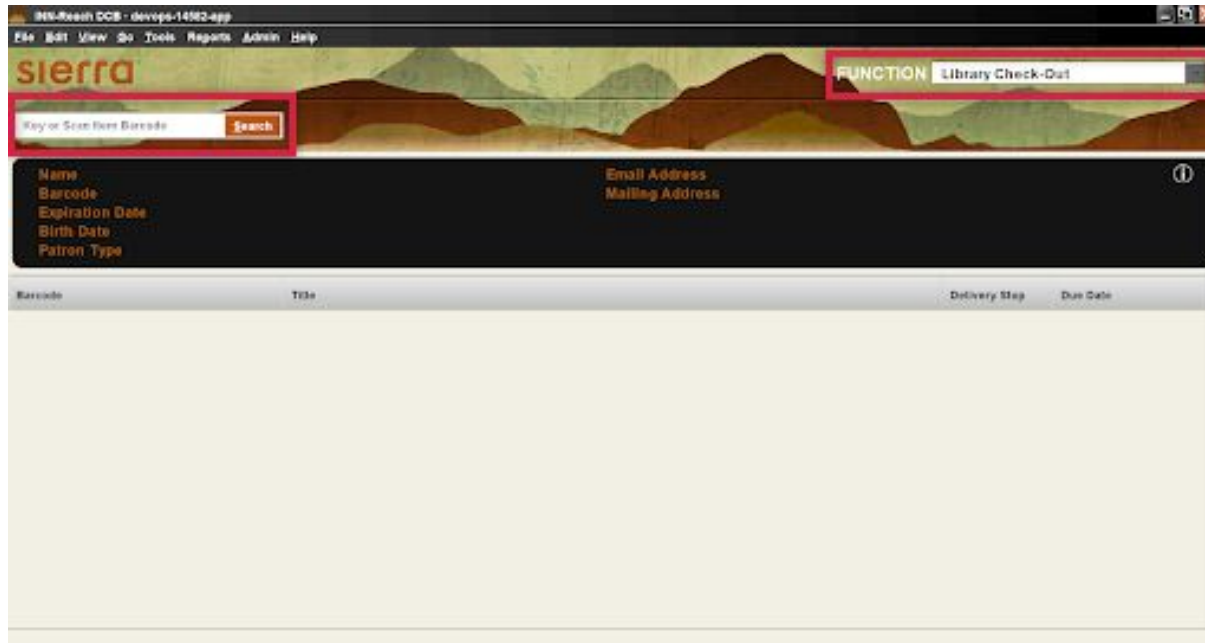 INN-Reach DCB - devops-14582-app
File Edit View Go Tools Reports Admin Help
sierra
FUNCTION Library Check-Out
Key or Scan Item Barcode Search
Name
Barcode
Expiration Date
Birth Date
Patron Type
Email Address
Mailing Address
Barcode Title Delivery Stop Due Date